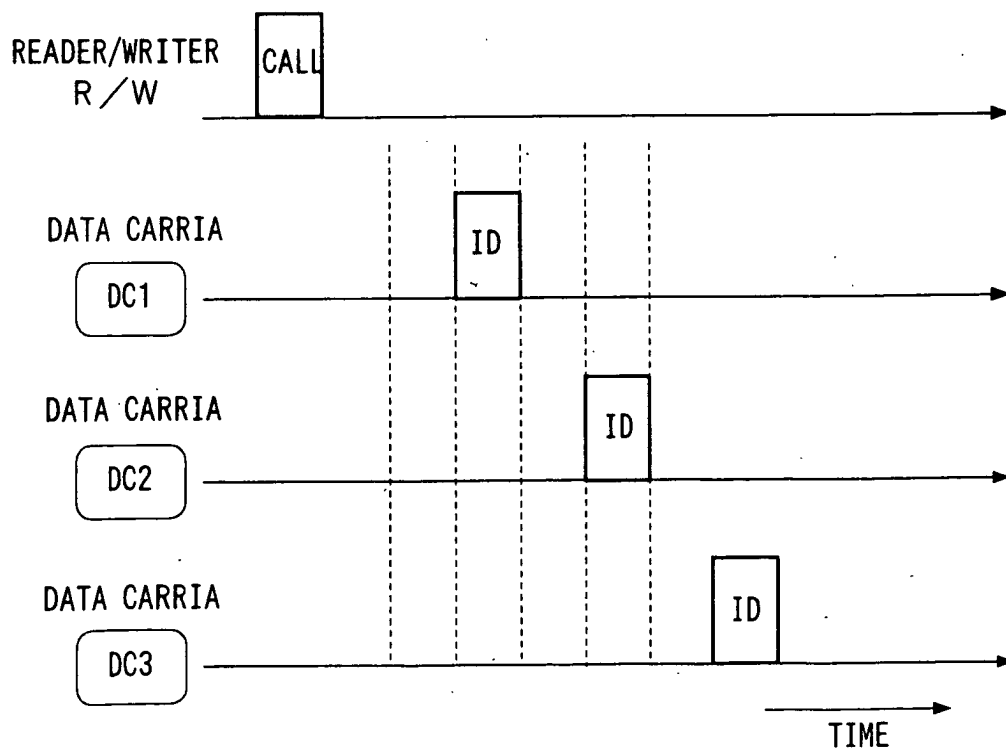 READER/WRITER
R/W
CALL
DATA CARRIA
DC1
ID
DATA CARRIA
DC2
ID
DATA CARRIA
DC3
ID
TIME